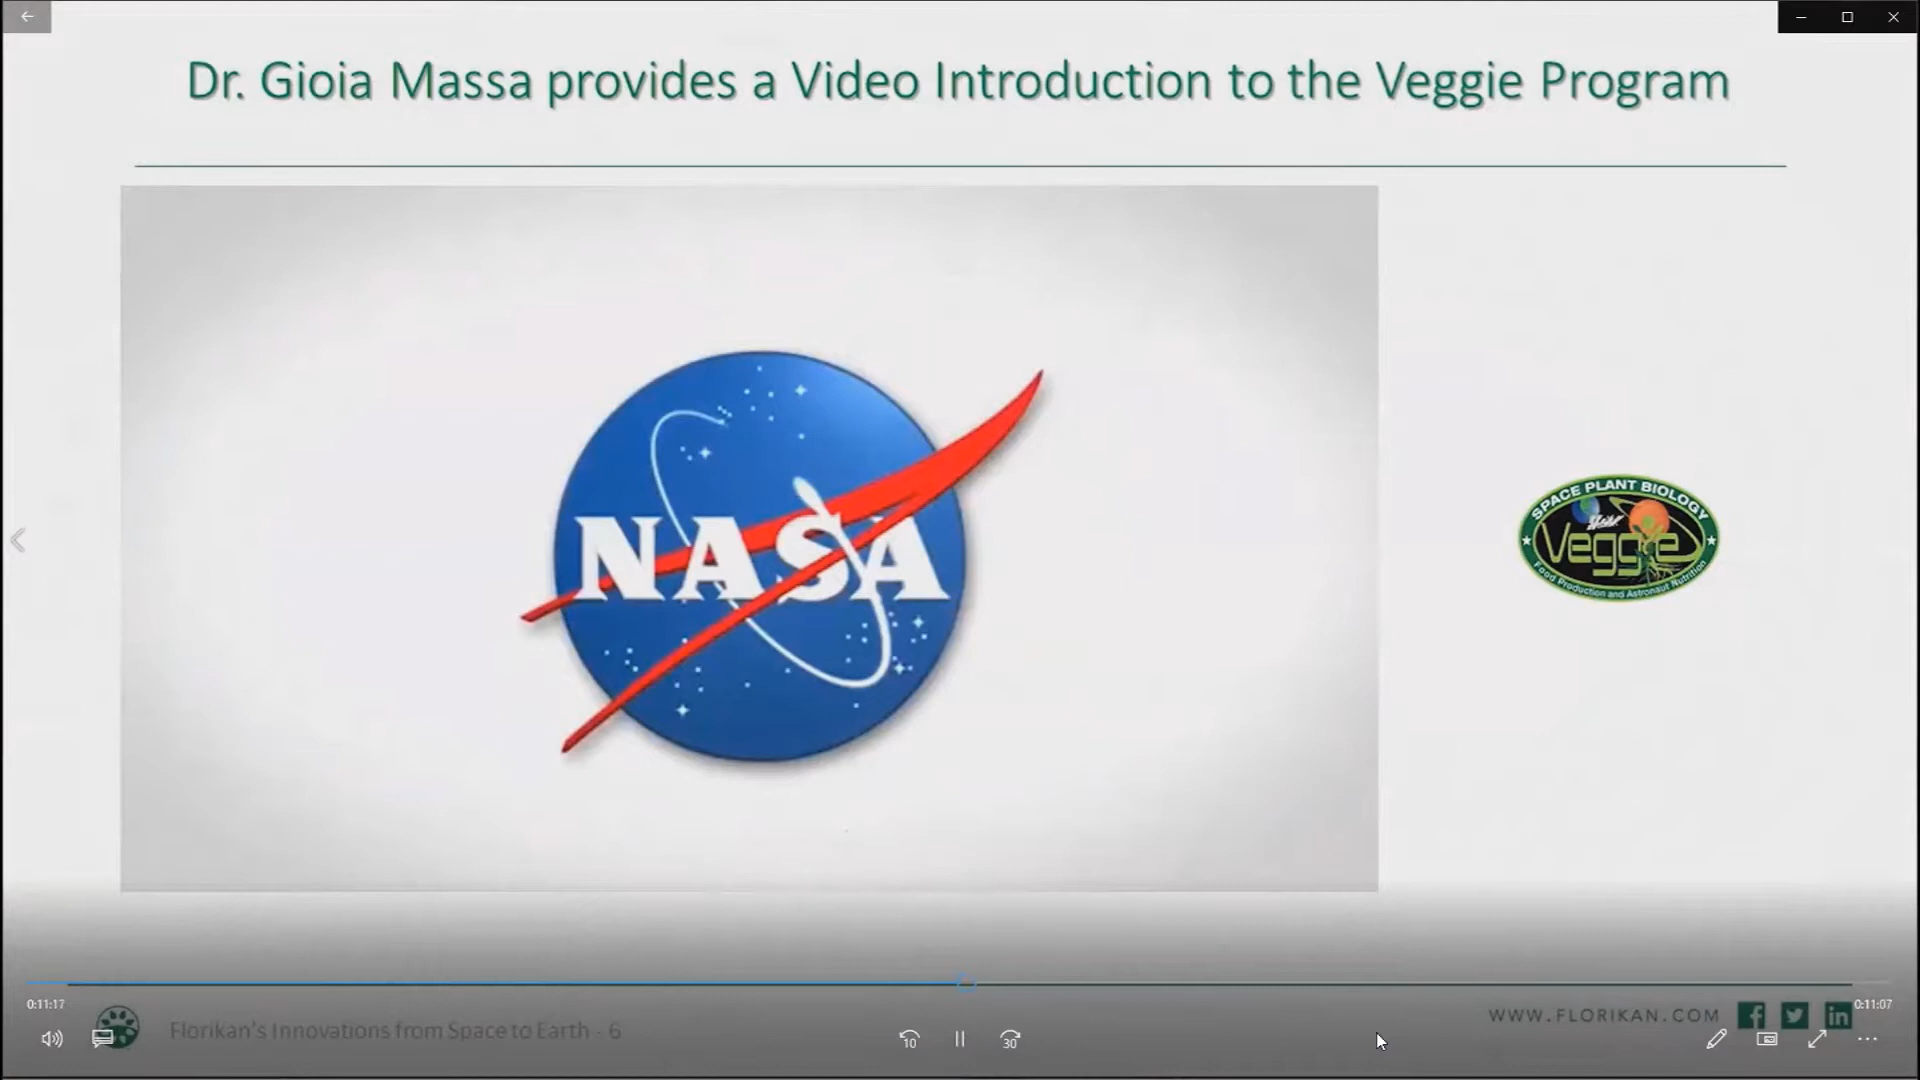 Dr. Gioia Massa provides a Video Introduction to the Veggie Program
NASA
SPACE PLANT BIOLOGY
Veggie
Food Production and Astronaut Nutrition
0:11:17
0:11:07
Florikan's Innovations from Space to Earth - 6
WWW.FLORIKAN.COM
10
30